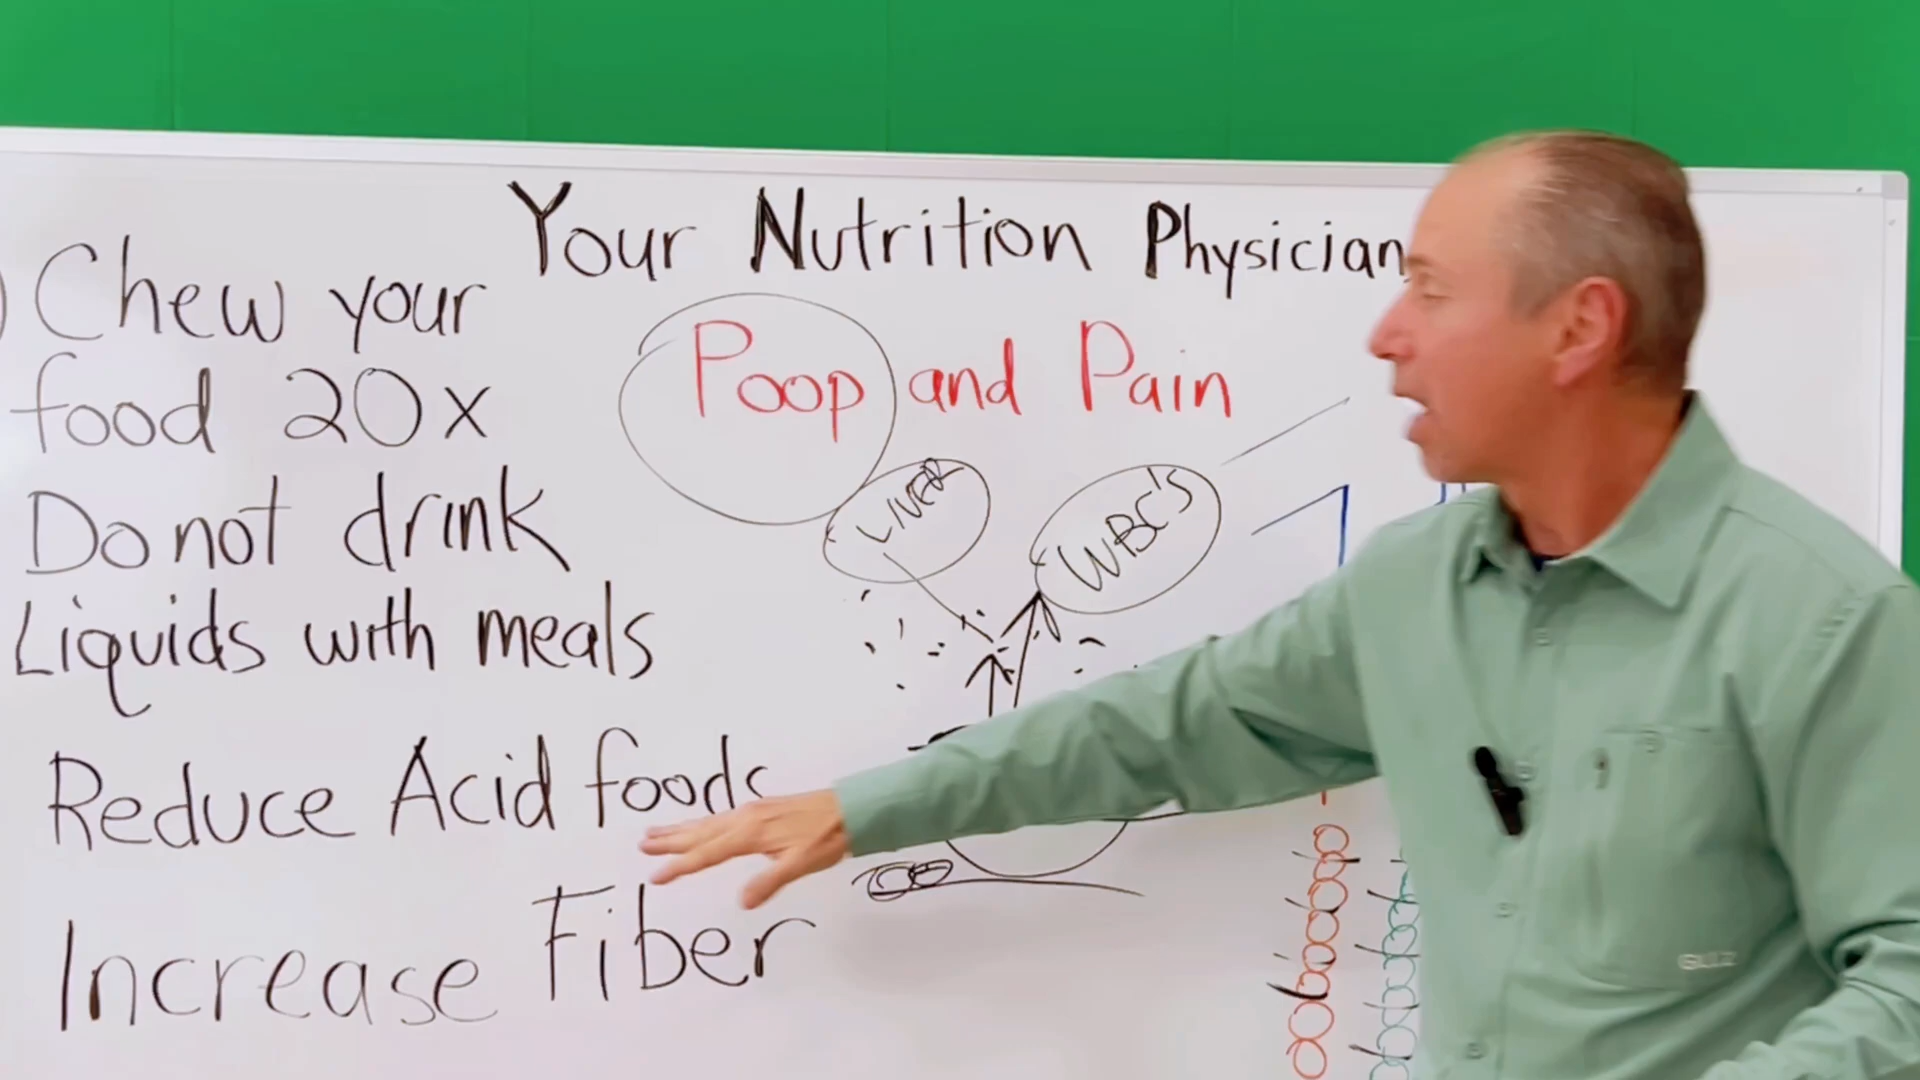 Your Nutrition Physician
Poop and Pain
) Chew your
food 20x
Do not drink
Liquids with meals
Reduce Acid foods
Increase Fiber
LIVER
WBC's